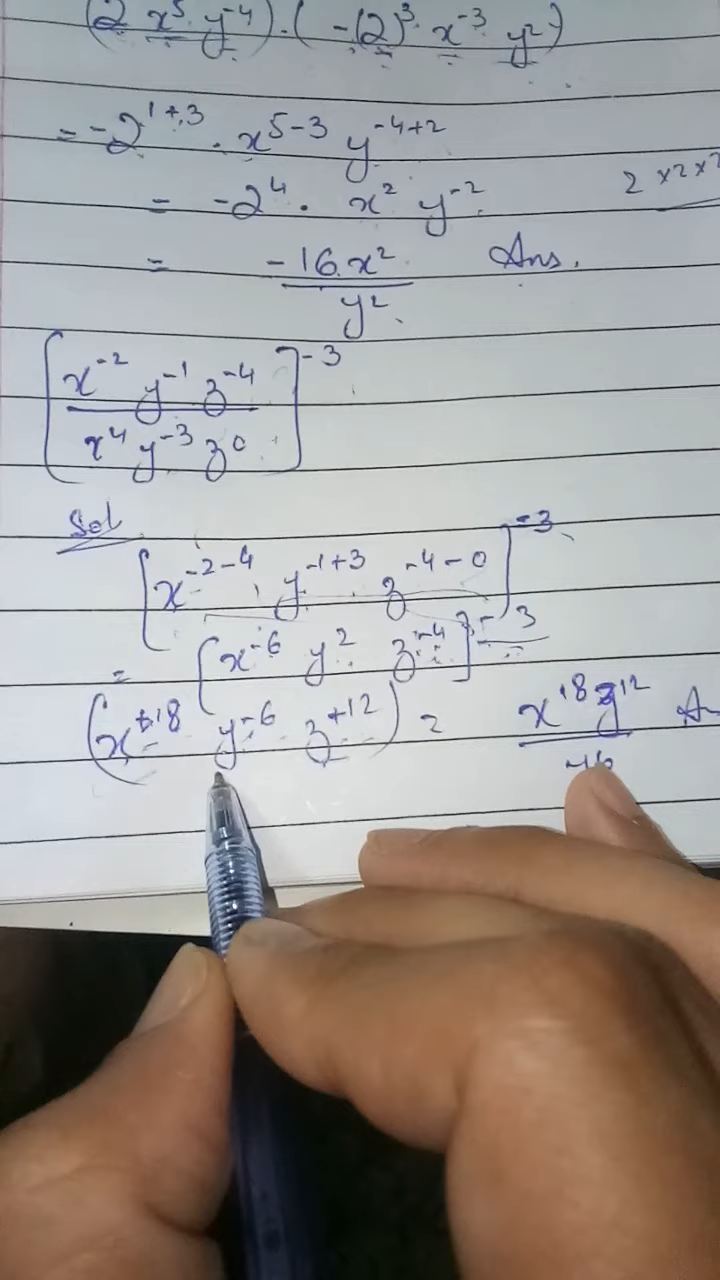 (2 x⁵ y⁻⁴) . (-(2)³ x⁻³ y²)
= -2¹⁺³ . x⁵⁻³ y⁻⁴⁺²
= -2⁴ . x² y⁻²
2 × 2 ×
= -16.x² / y² Ans.
[x⁻² y⁻¹ z⁻⁴ / x⁴ y⁻³ z⁰]⁻³
Sol
[x⁻²⁻⁴ . y⁻¹⁺³ . z⁻⁴⁻⁰]⁻³
= [x⁻⁶ y² z⁻⁴]⁻³
(x⁺¹⁸ y⁻⁶ z⁺¹²) = x¹⁸ z¹² /